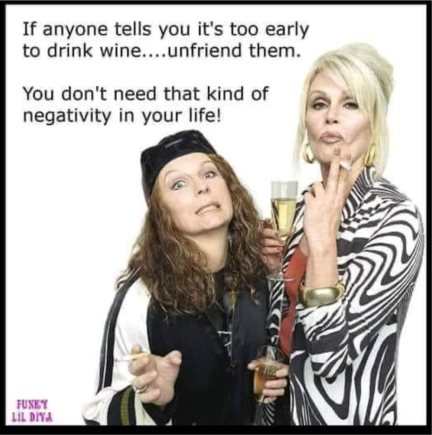 If anyone tells you it's too early
to drink wine....unfriend them.
You don't need that kind of
negativity in your life!
FUNKY
LIL DIVA